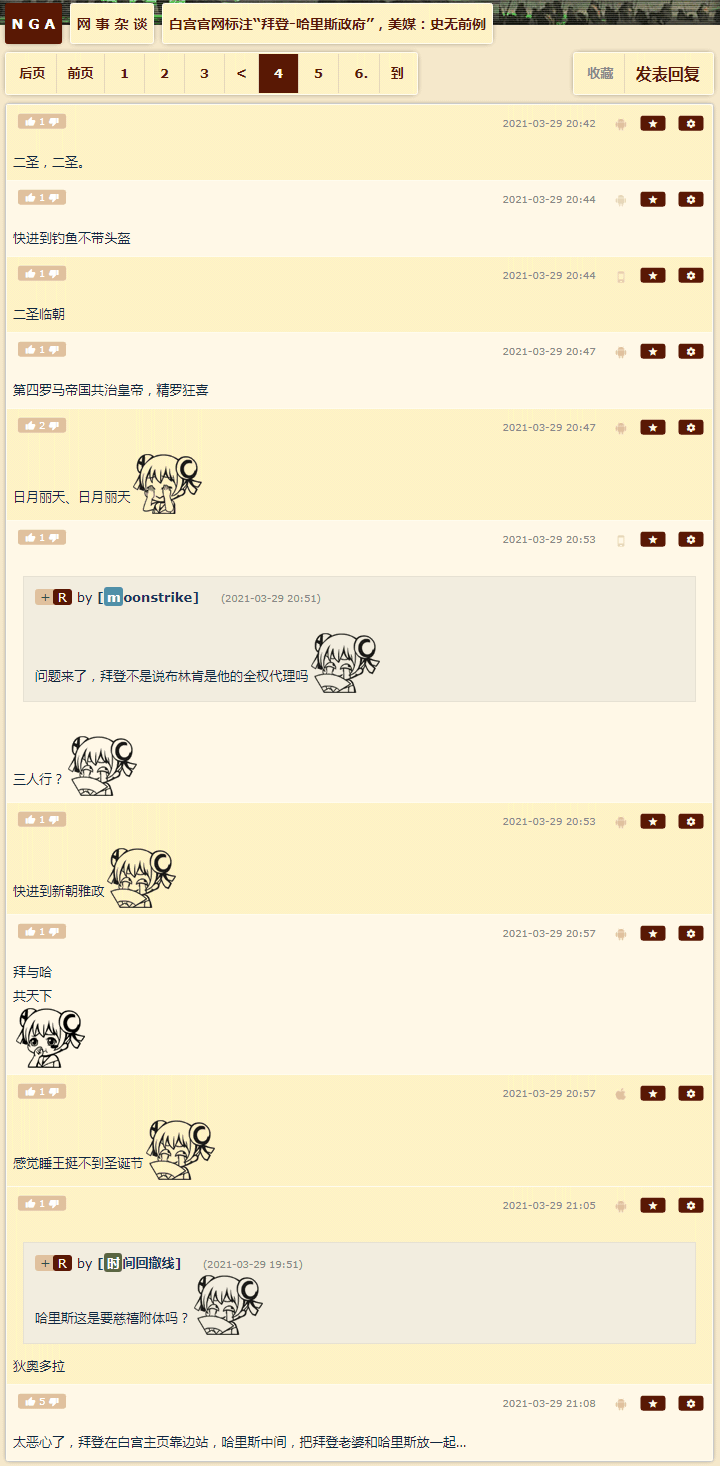 NGA 网事杂谈 白宫官网标注“拜登-哈里斯政府”，美媒：史无前例
后页 前页 1 2 3 < 4 5 6. 到 收藏 发表回复
1 2021-03-29 20:42
二圣，二圣。
1 2021-03-29 20:44
快进到钓鱼不带头盔
1 2021-03-29 20:44
二圣临朝
1 2021-03-29 20:47
第四罗马帝国共治皇帝，精罗狂喜
2 2021-03-29 20:47
日月丽天、日月丽天
1 2021-03-29 20:53
+ R by [moonstrike] (2021-03-29 20:51)
问题来了，拜登不是说布林肯是他的全权代理吗
三人行？
1 2021-03-29 20:53
快进到新朝雅政
1 2021-03-29 20:57
拜与哈
共天下
1 2021-03-29 20:57
感觉睡王挺不到圣诞节
1 2021-03-29 21:05
+ R by [时间回撤线] (2021-03-29 19:51)
哈里斯这是要慈禧附体吗？
狄奥多拉
5 2021-03-29 21:08
太恶心了，拜登在白宫主页靠边站，哈里斯中间，把拜登老婆和哈里斯放一起...